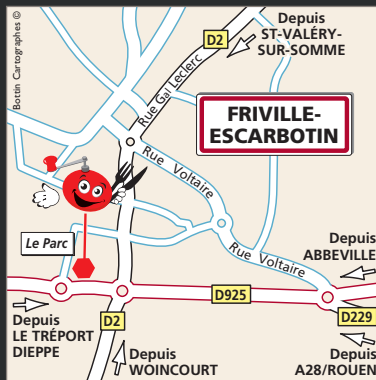 Bottin Cartographes ©
Depuis
ST-VALÉRY-
SUR-SOMME
D2
Rue Gal Leclerc
FRIVILLE-
ESCARBOTIN
Rue Voltaire
Le Parc
Rue Voltaire
Depuis
ABBEVILLE
D925
D229
D2
Depuis
LE TRÉPORT
DIEPPE
Depuis
WOINCOURT
Depuis
A28/ROUEN